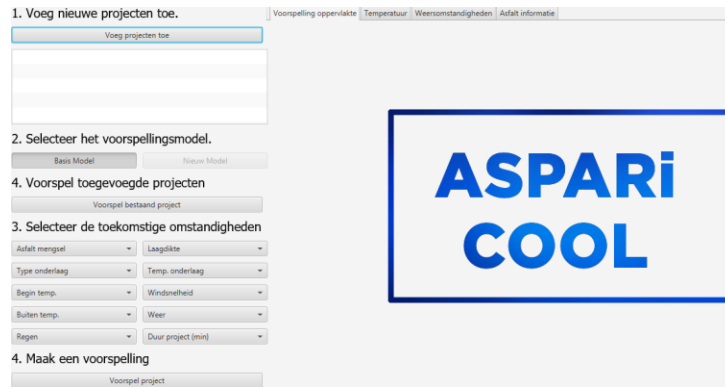 1. Voeg nieuwe projecten toe.
Voeg projecten toe
2. Selecteer het voorspellingsmodel.
Basis Model
Nieuw Model
4. Voorspel toegevoegde projecten
Voorspel bestaand project
3. Selecteer de toekomstige omstandigheden
Asfalt mengsel
Laagdikte
Type onderlaag
Temp. onderlaag
Begin temp.
Windsnelheid
Buiten temp.
Weer
Regen
Duur project (min)
4. Maak een voorspelling
Voorspel project
Voorspelling oppervlakte
Temperatuur
Weersomstandigheden
Asfalt informatie
ASPARi
COOL